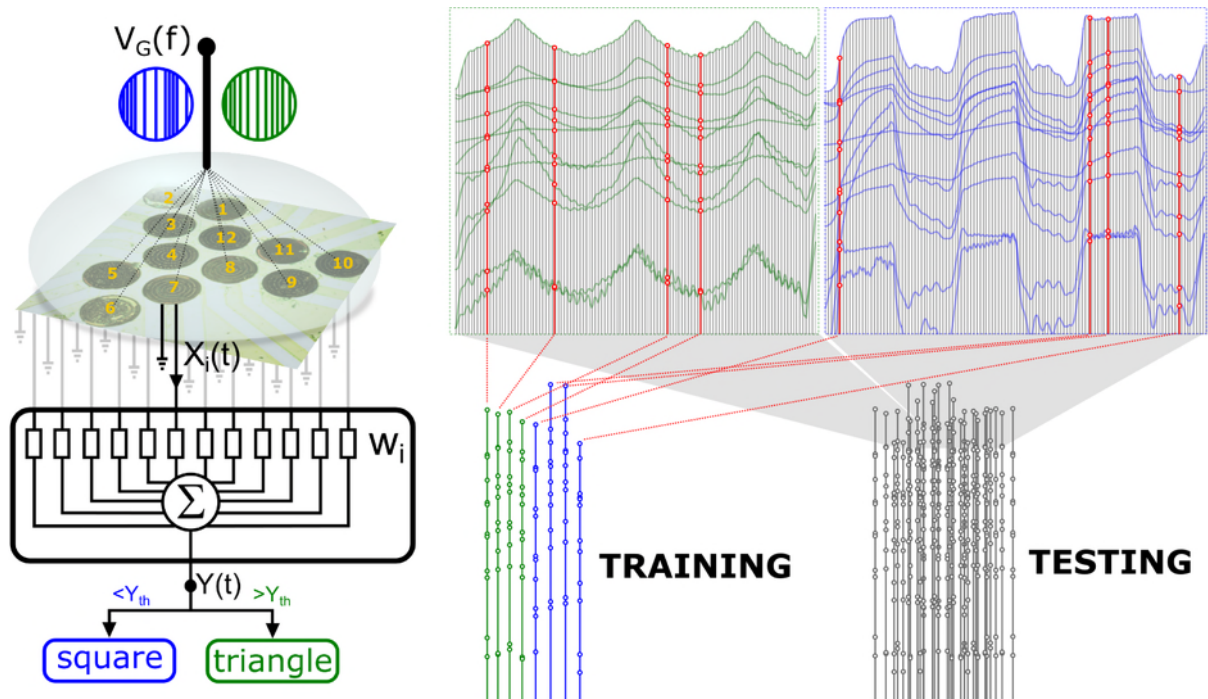 V_G(f)
2
1
3
12
11
4
10
5
8
7
9
6
X_i(t)
W_i
Σ
Y(t)
<Y_th
>Y_th
square
triangle
TRAINING
TESTING